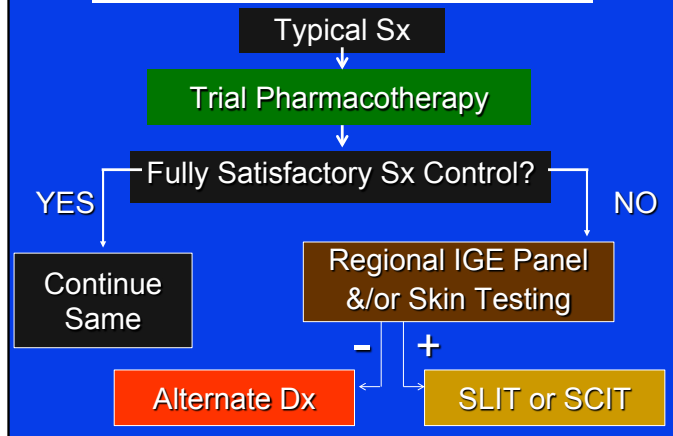 Typical Sx
Trial Pharmacotherapy
Fully Satisfactory Sx Control?
YES
NO
Continue
Same
Regional IGE Panel
&/or Skin Testing
- +
Alternate Dx
SLIT or SCIT